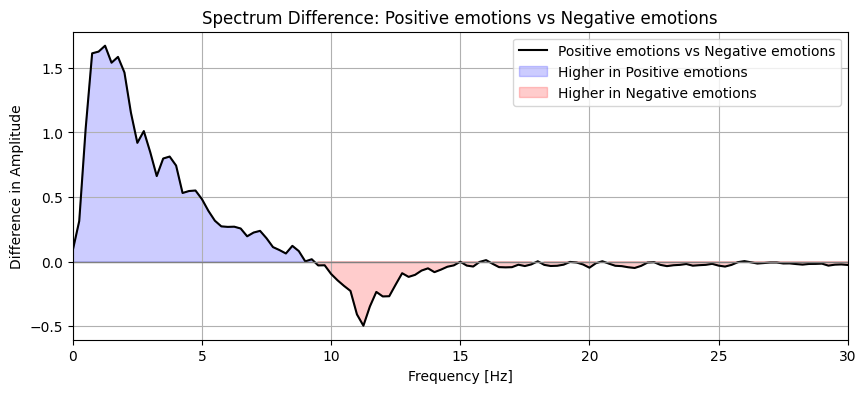 Spectrum Difference: Positive emotions vs Negative emotions
Positive emotions vs Negative emotions
Higher in Positive emotions
Higher in Negative emotions
Difference in Amplitude
1.5
1.0
0.5
0.0
−0.5
0 5 10 15 20 25 30
Frequency [Hz]